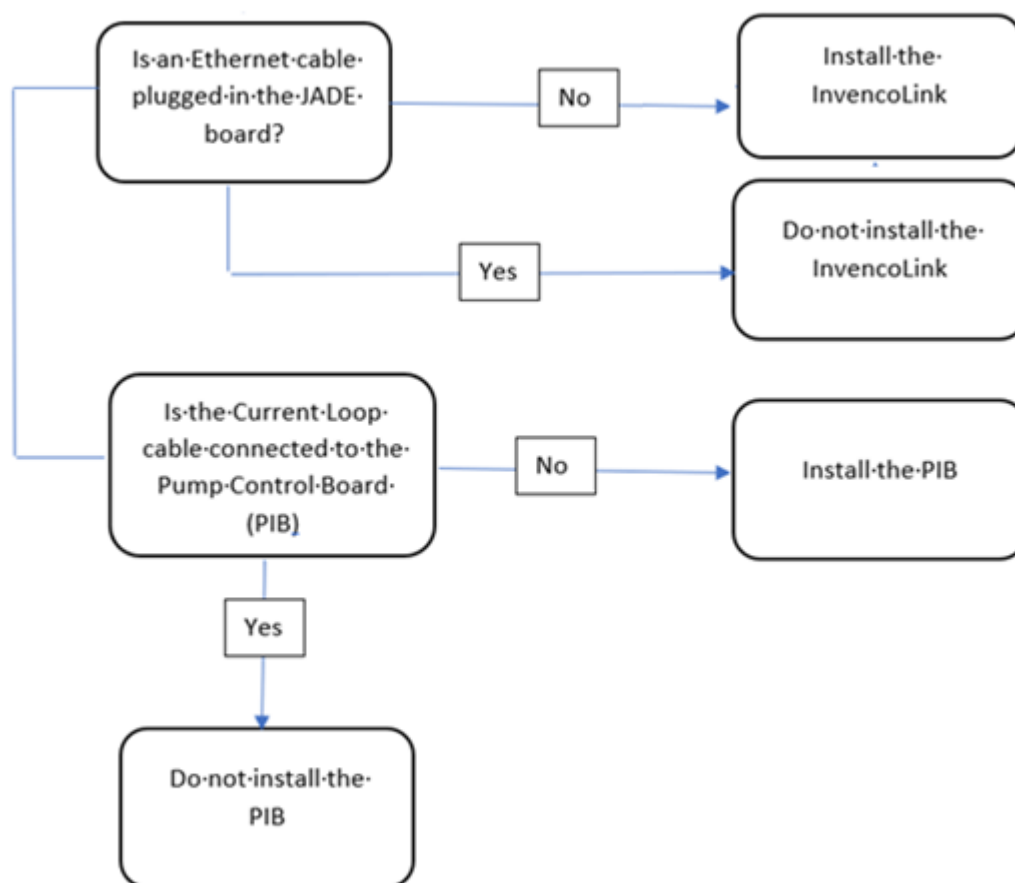 Is·an·Ethernet·cable·
plugged·in·the·JADE·
board?
No
Install·the·
InvencoLink
Yes
Do·not·install·the·
InvencoLink
Is·the·Current·Loop·
cable·connected·to·the·
Pump·Control·Board·
(PIB)
No
Install·the·PIB
Yes
Do·not·install·the·
PIB